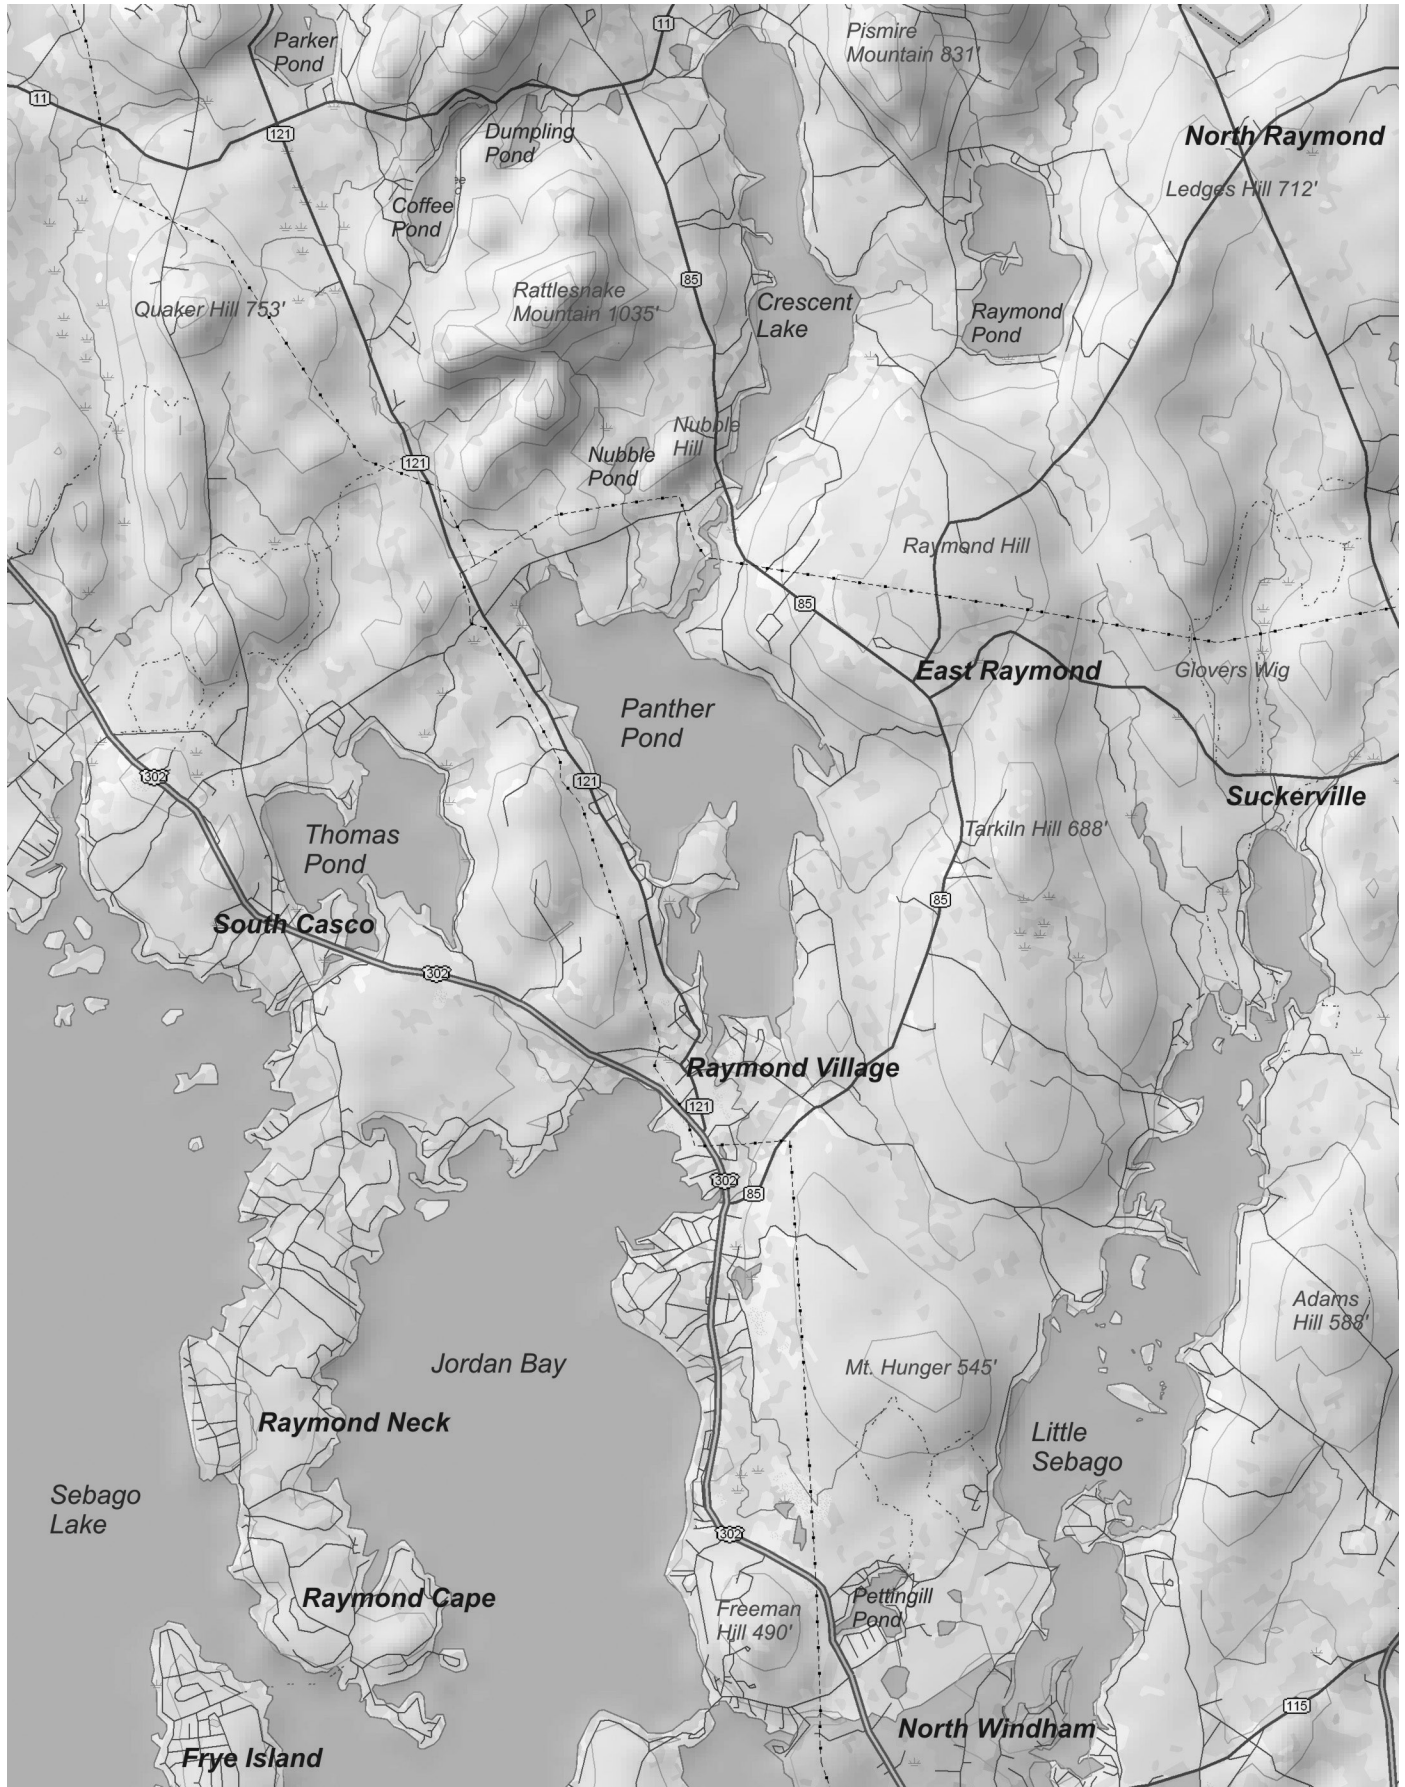 11
Parker
Pond
Pismire
Mountain 831'
11
121
Dumpling
Pond
North Raymond
Ledges Hill 712'
Coffee
Pond
85
Quaker Hill 753'
Rattlesnake
Mountain 1035'
Crescent
Lake
Raymond
Pond
Nubble
Hill
Nubble
Pond
121
Raymond Hill
85
East Raymond
Glovers Wig
Panther
Pond
302
121
Suckerville
Thomas
Pond
Tarkiln Hill 688'
85
South Casco
302
Raymond Village
121
302
85
Adams
Hill 588'
Jordan Bay
Mt. Hunger 545'
Raymond Neck
Little
Sebago
Sebago
Lake
302
Raymond Cape
Pettingill
Pond
Freeman
Hill 490'
115
North Windham
Frye Island